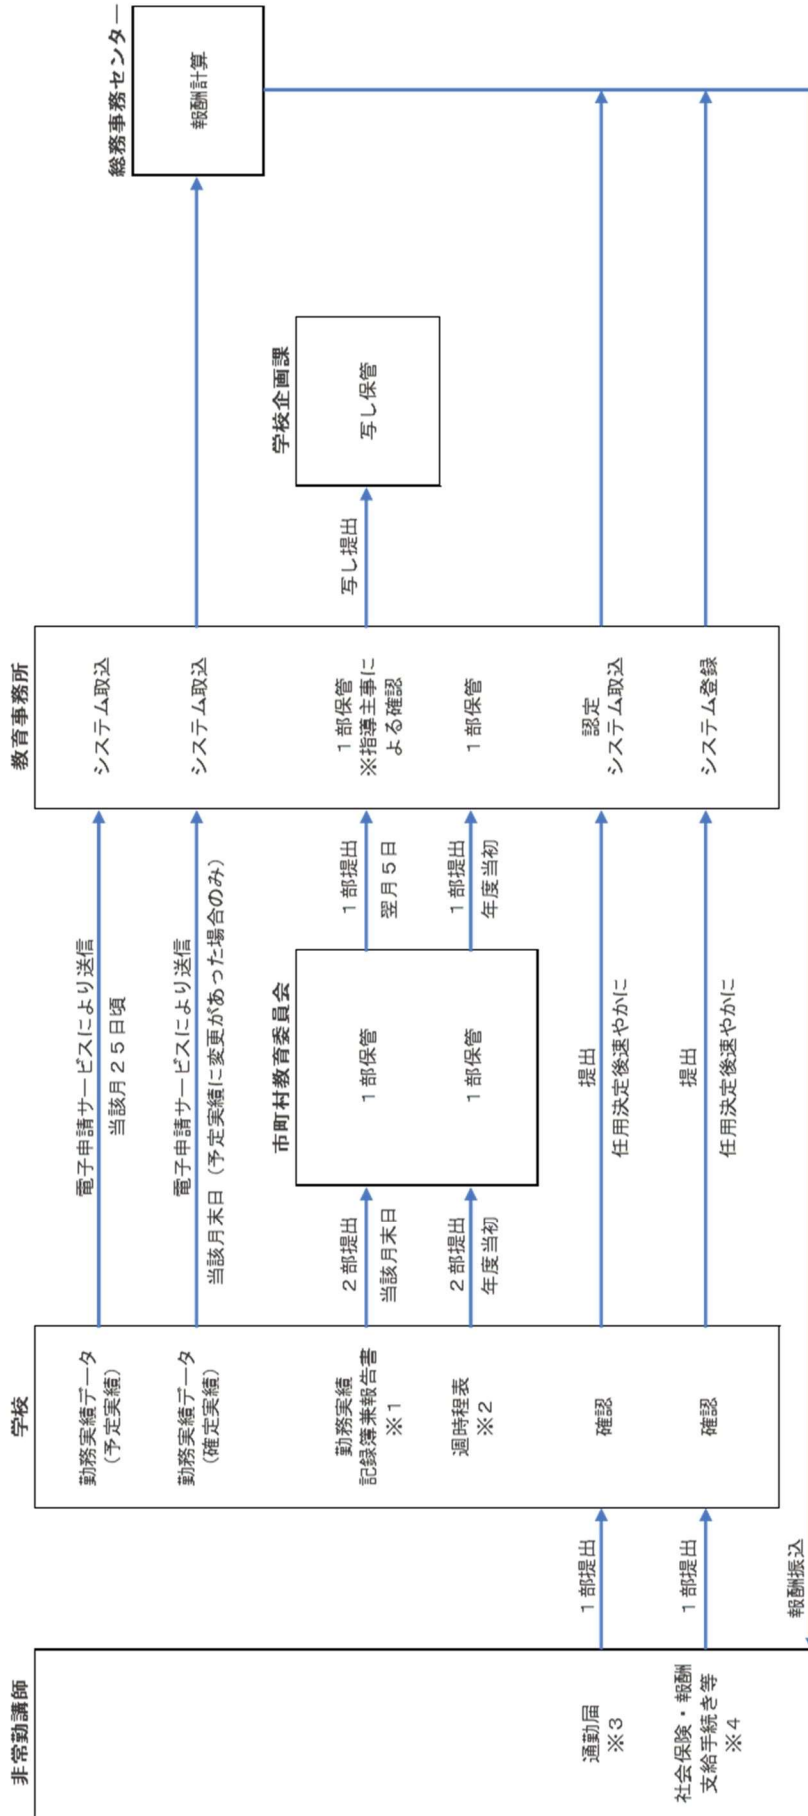 非常勤講師
通勤届
※３
社会保険・報酬
支給手続き等
※４
１部提出
１部提出
報酬振込
学校
勤務実績データ
（予定実績）
勤務実績データ
（確定実績）
勤務実績
記録簿兼報告書
※１
週時程表
※２
確認
確認
電子申請サービスにより送信
当該月２５日頃
電子申請サービスにより送信
当該月末日（予定実績に変更があった場合のみ）
２部提出
当該月末日
２部提出
年度当初
市町村教育委員会
１部保管
１部保管
１部提出
翌月５日
１部提出
年度当初
提出
任用決定後速やかに
提出
任用決定後速やかに
教育事務所
システム取込
システム取込
１部保管
※指導主事に
よる確認
１部保管
認定
システム取込
システム登録
写し提出
学校企画課
写し保管
総務事務センター
報酬計算